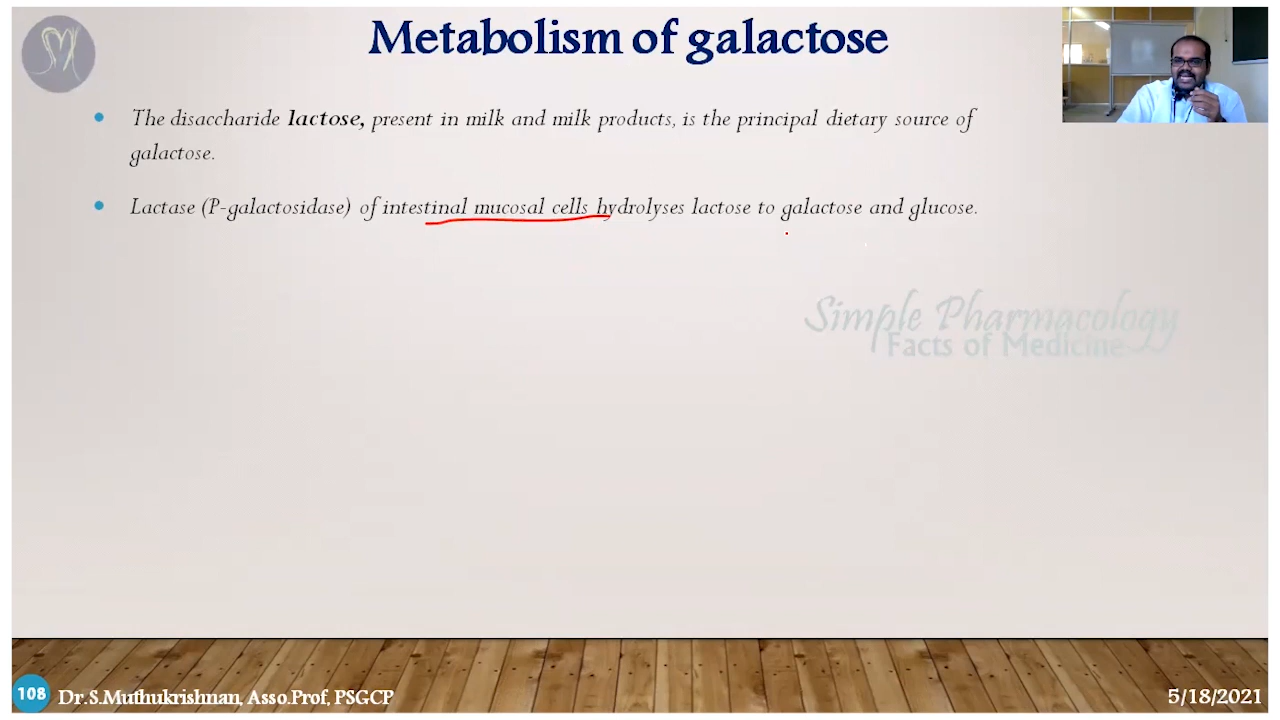 SM
Metabolism of galactose
The disaccharide lactose, present in milk and milk products, is the principal dietary source of
galactose.
Lactase (P-galactosidase) of intestinal mucosal cells hydrolyses lactose to galactose and glucose.
Simple Pharmacology
Facts of Medicine
108 Dr.S.Muthukrishnan, Asso.Prof, PSGCP
5/18/2021